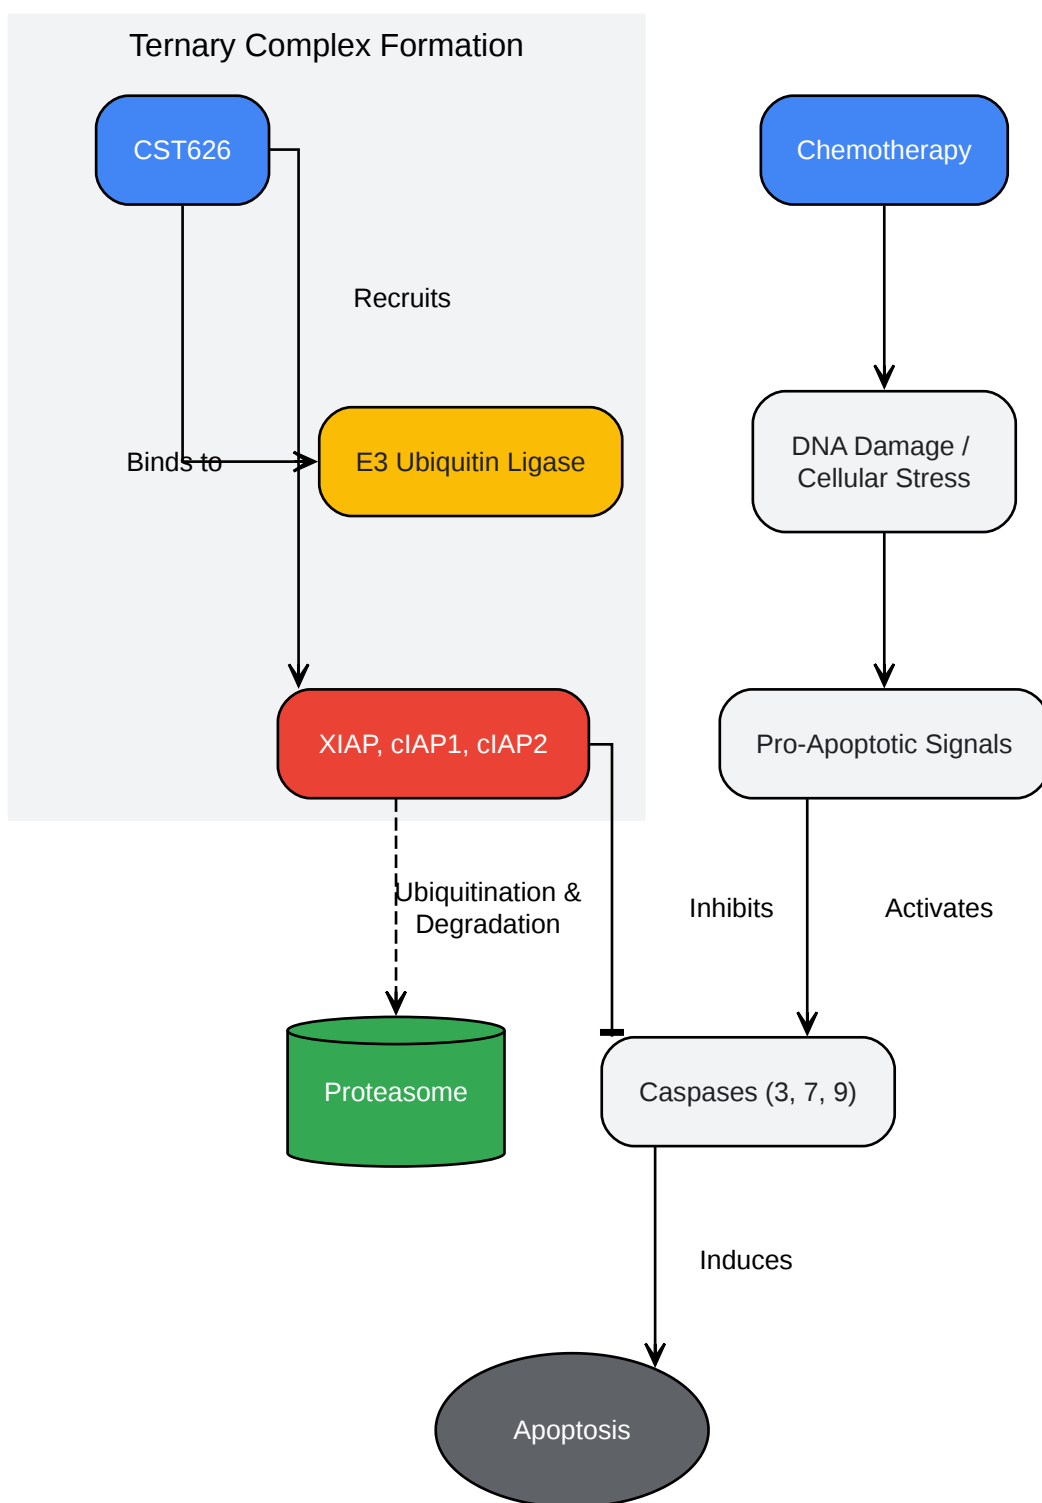 Ternary Complex Formation
CST626
Chemotherapy
Recruits
Binds to
E3 Ubiquitin Ligase
DNA Damage /
Cellular Stress
XIAP, cIAP1, cIAP2
Pro-Apoptotic Signals
Ubiquitination &
Degradation
Inhibits
Activates
Proteasome
Caspases (3, 7, 9)
Induces
Apoptosis